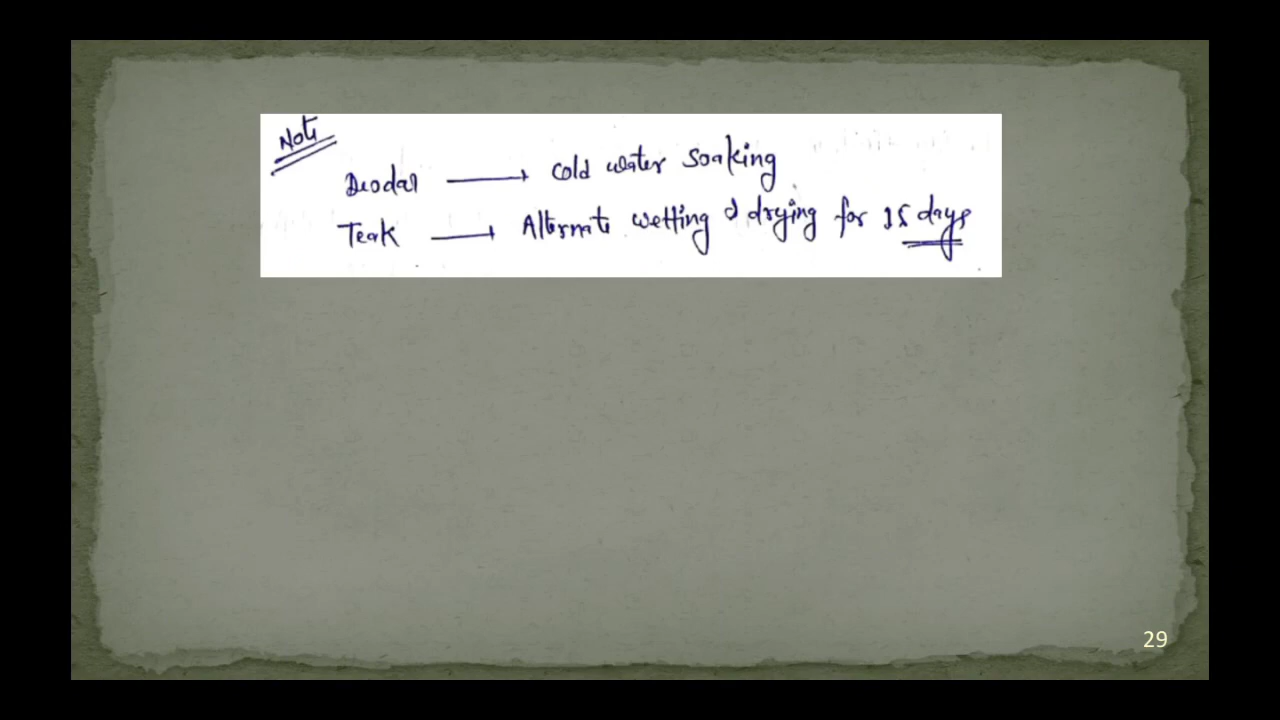 Note
Deodar → cold water soaking
Teak → Alternate wetting & drying for 15 days
29